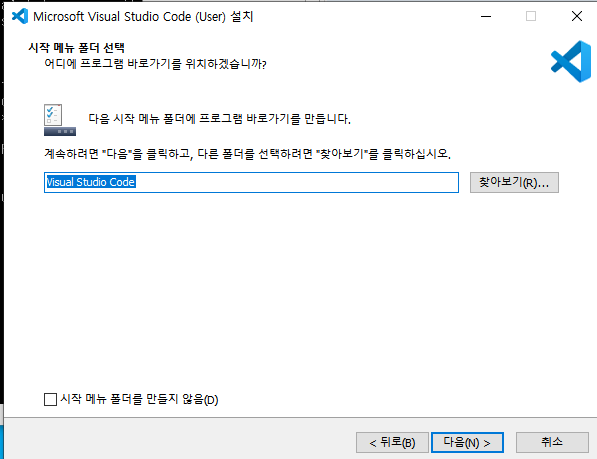 Microsoft Visual Studio Code (User) 설치
시작 메뉴 폴더 선택
어디에 프로그램 바로가기를 위치하겠습니까?
다음 시작 메뉴 폴더에 프로그램 바로가기를 만듭니다.
계속하려면 "다음"을 클릭하고, 다른 폴더를 선택하려면 "찾아보기"를 클릭하십시오.
Visual Studio Code 찾아보기(R)...
시작 메뉴 폴더를 만들지 않음(D)
< 뒤로(B) 다음(N) > 취소